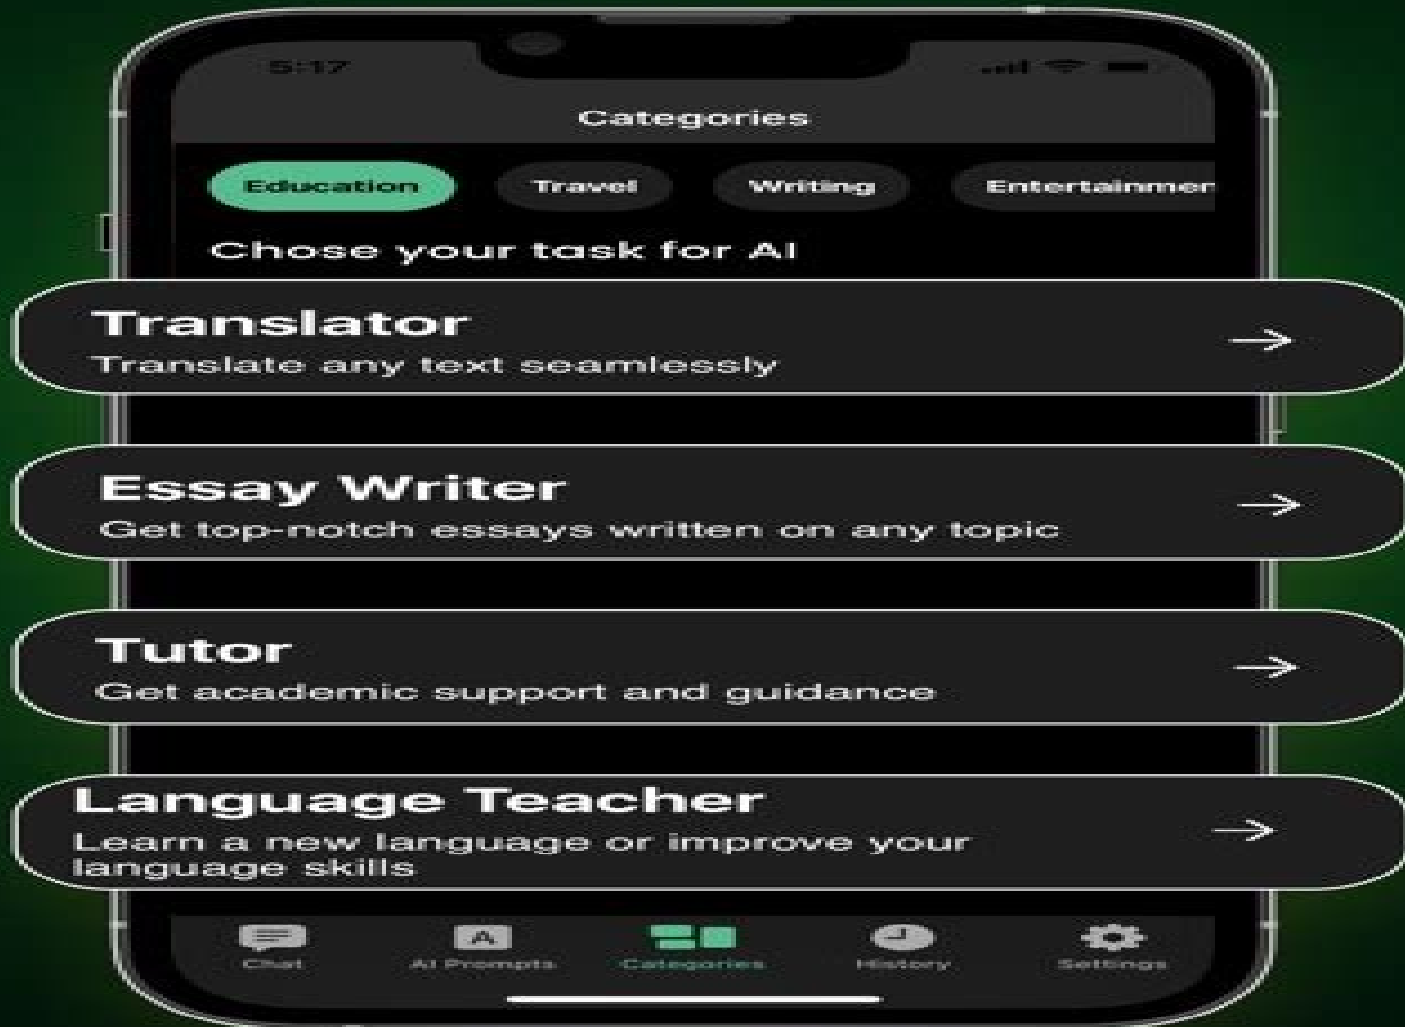 5:17
Categories
Education Travel Writing Entertainmen
Chose your task for AI
Translator
Translate any text seamlessly
Essay Writer
Get top-notch essays written on any topic
Tutor
Get academic support and guidance
Language Teacher
Learn a new language or improve your
language skills
A
Chat AI Prompts Categories History Settings